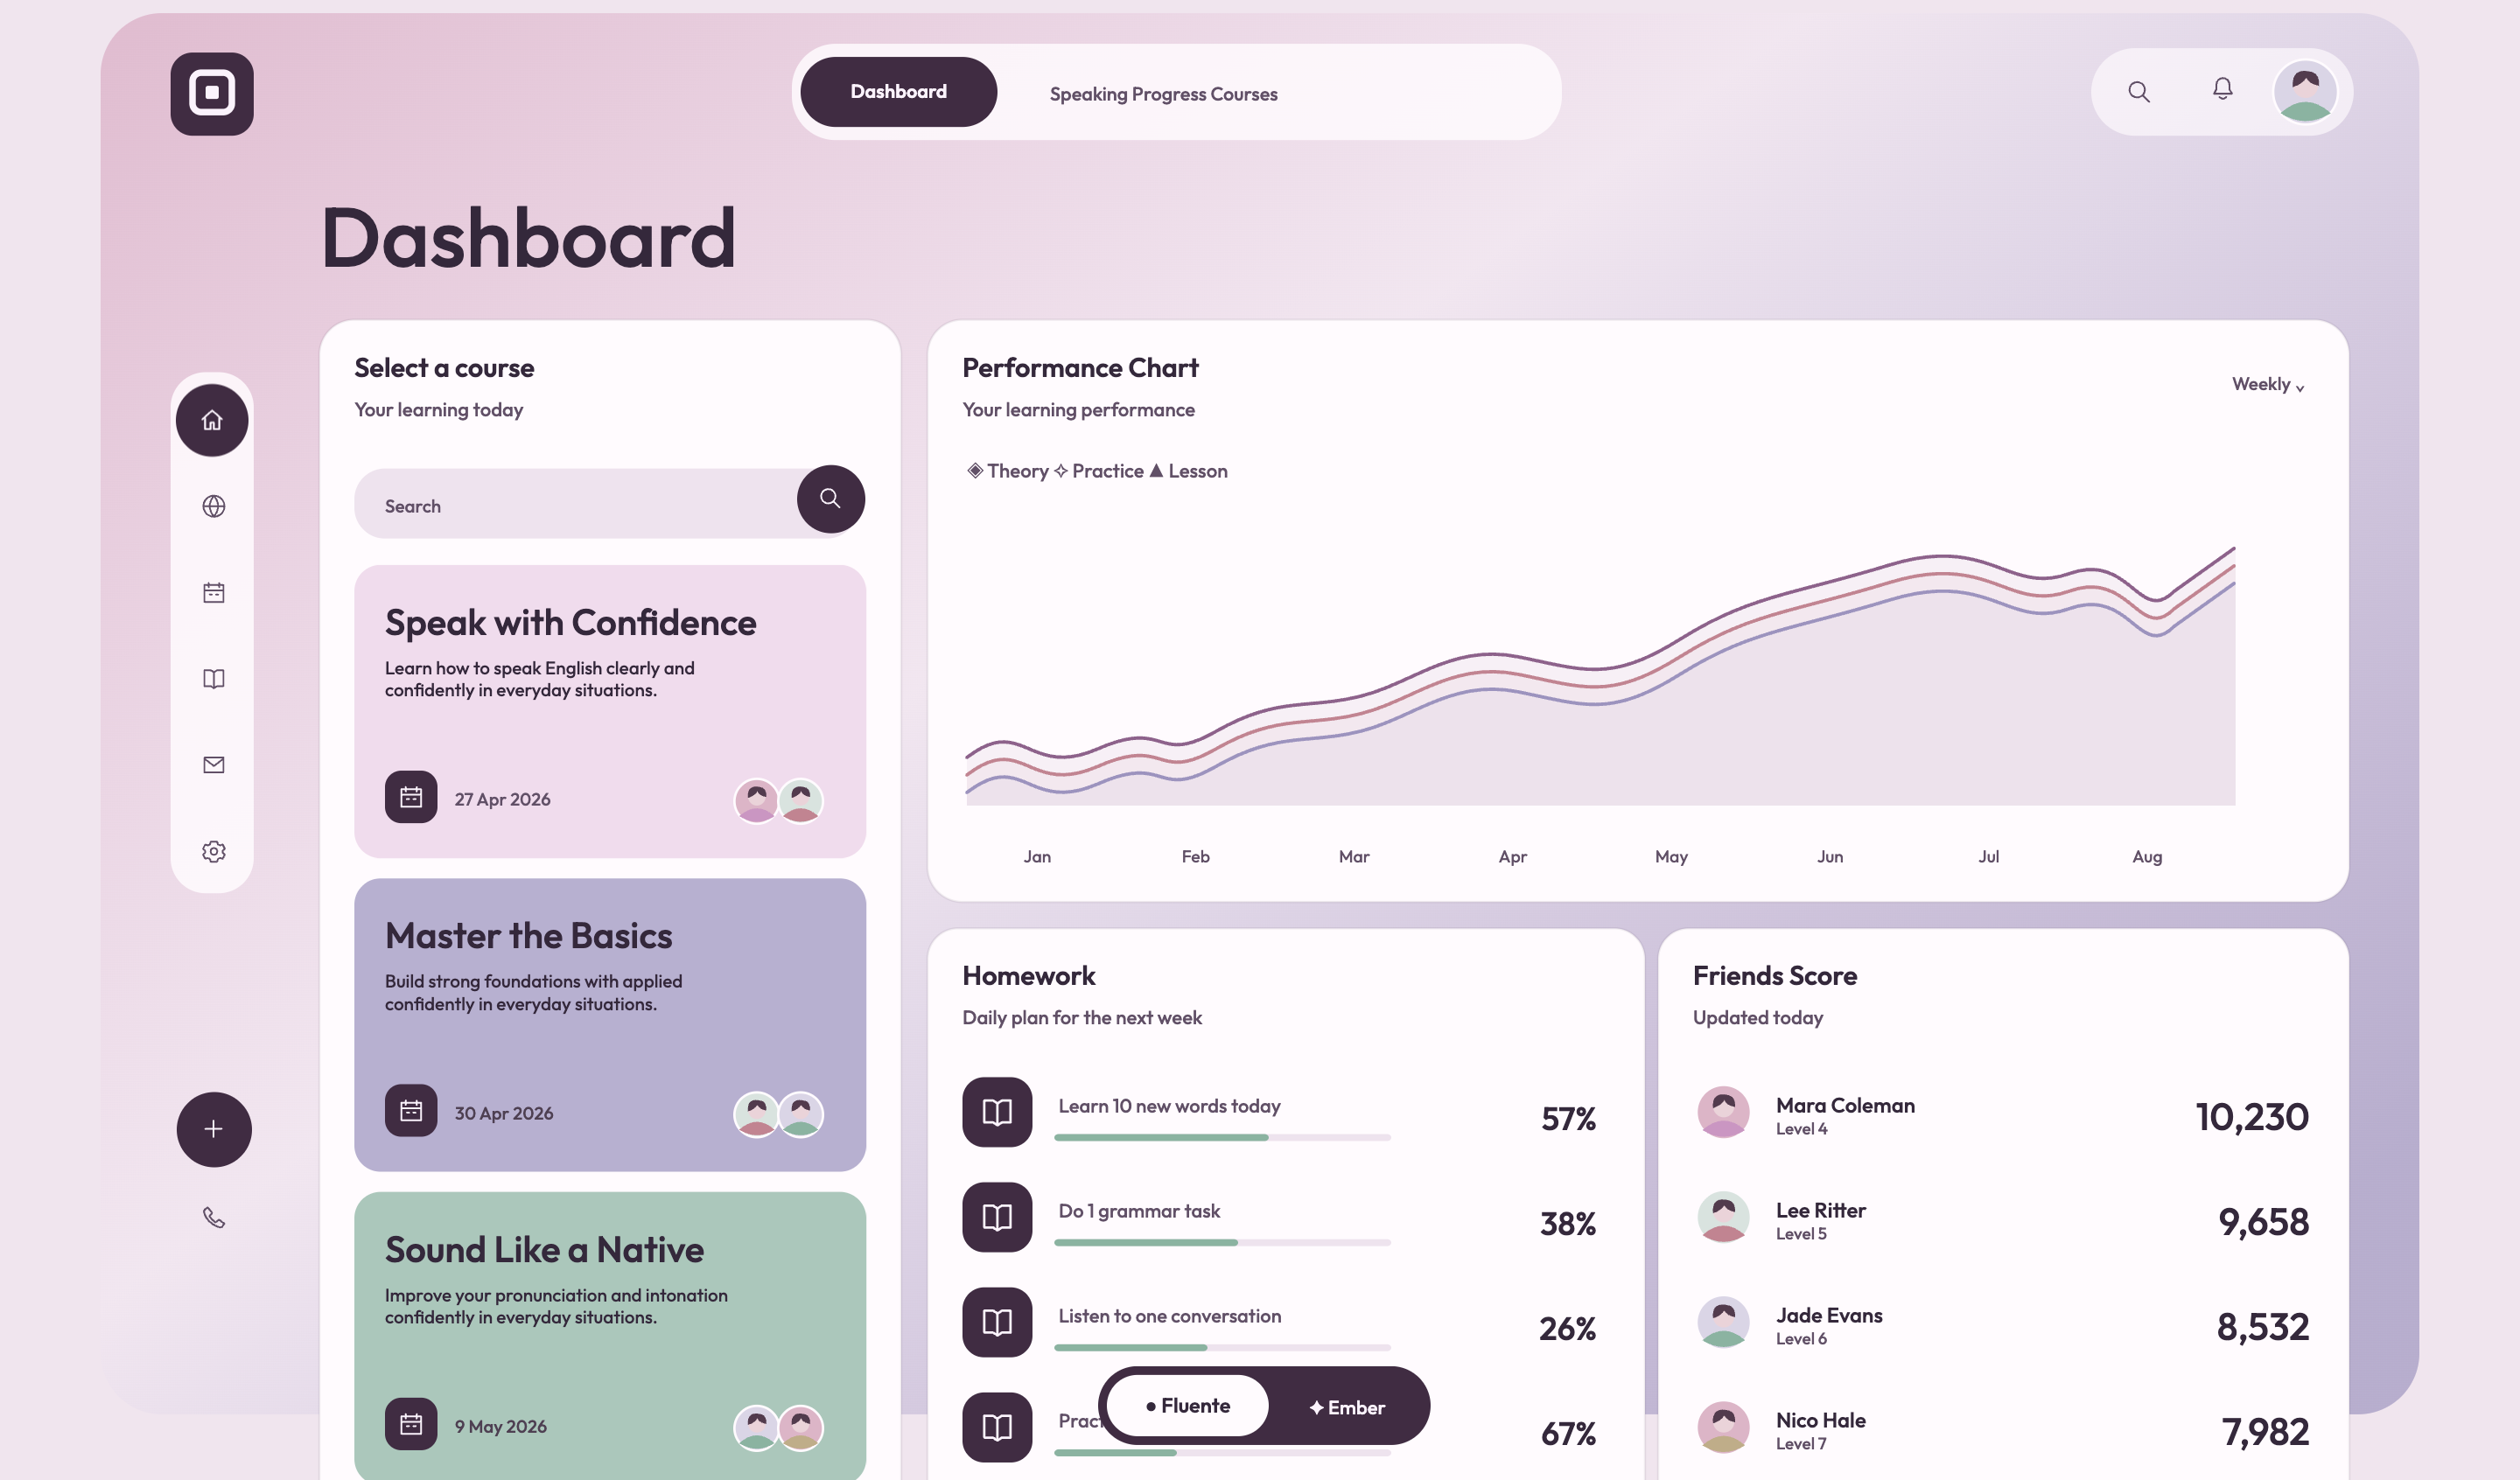 Dashboard
Speaking Progress Courses
Dashboard
Select a course
Your learning today
Search
Speak with Confidence
Learn how to speak English clearly and
confidently in everyday situations.
27 Apr 2026
Master the Basics
Build strong foundations with applied
confidently in everyday situations.
30 Apr 2026
Sound Like a Native
Improve your pronunciation and intonation
confidently in everyday situations.
9 May 2026
Performance Chart
Your learning performance
Weekly
Theory Practice Lesson
Jan Feb Mar Apr May Jun Jul Aug
Homework
Daily plan for the next week
Learn 10 new words today
57%
Do 1 grammar task
38%
Listen to one conversation
26%
67%
Friends Score
Updated today
Mara Coleman
Level 4
10,230
Lee Ritter
Level 5
9,658
Jade Evans
Level 6
8,532
Nico Hale
Level 7
7,982
Fluente
Ember